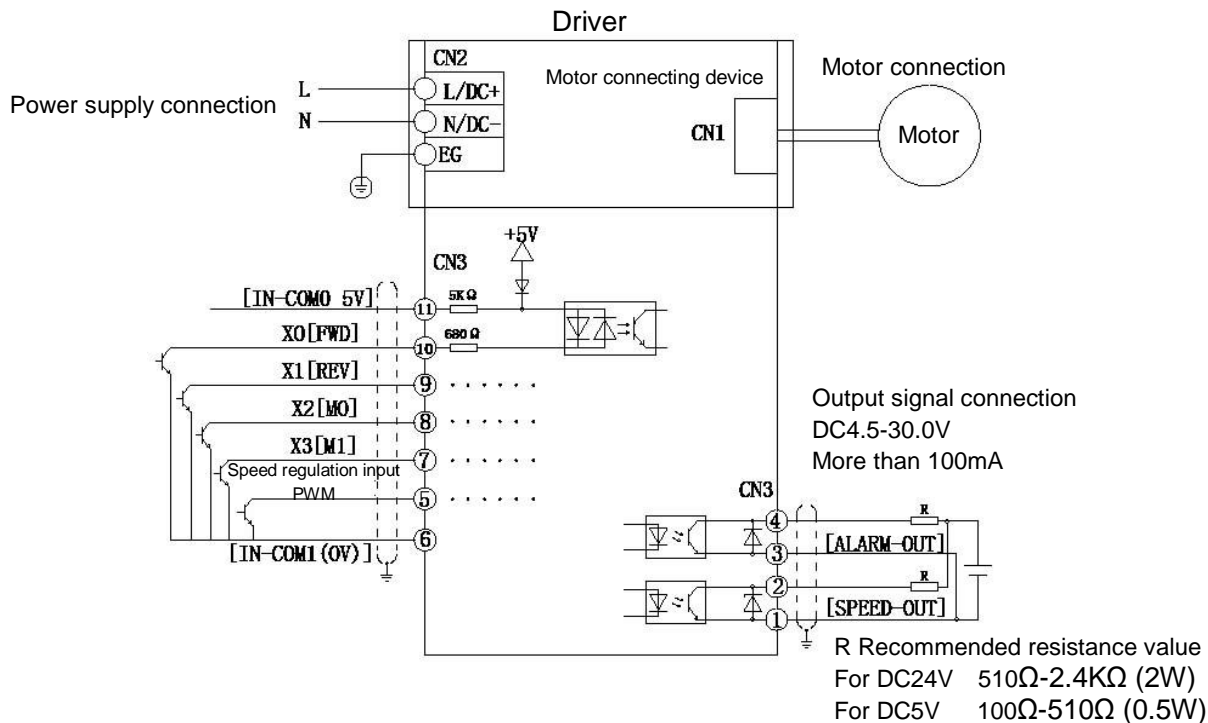 Driver
CN2
Motor connecting device
Motor connection
Power supply connection
L
L/DC+
N
N/DC-
EG
CN1
Motor
+5V
CN3
[IN-COM0 5V]
11
5KΩ
X0[FWD]
10
680Ω
X1[REV]
9
X2[M0]
8
X3[M1]
7
Speed regulation input
PWM
5
6
[IN-COM1(0V)]
Output signal connection
DC4.5-30.0V
More than 100mA
CN3
4
R
3
[ALARM-OUT]
2
R
1
[SPEED-OUT]
R Recommended resistance value
For DC24V 510Ω-2.4KΩ (2W)
For DC5V 100Ω-510Ω (0.5W)